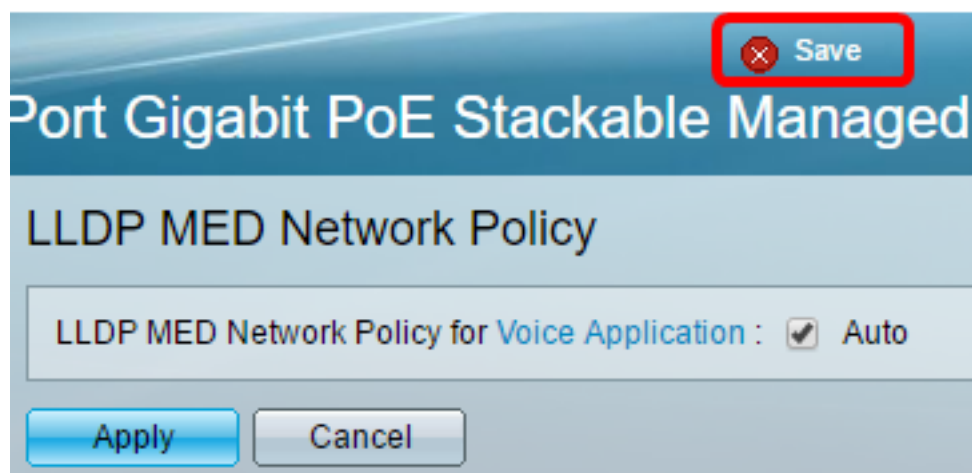 Save
Port Gigabit PoE Stackable Managed
LLDP MED Network Policy
LLDP MED Network Policy for Voice Application : Auto
Apply Cancel